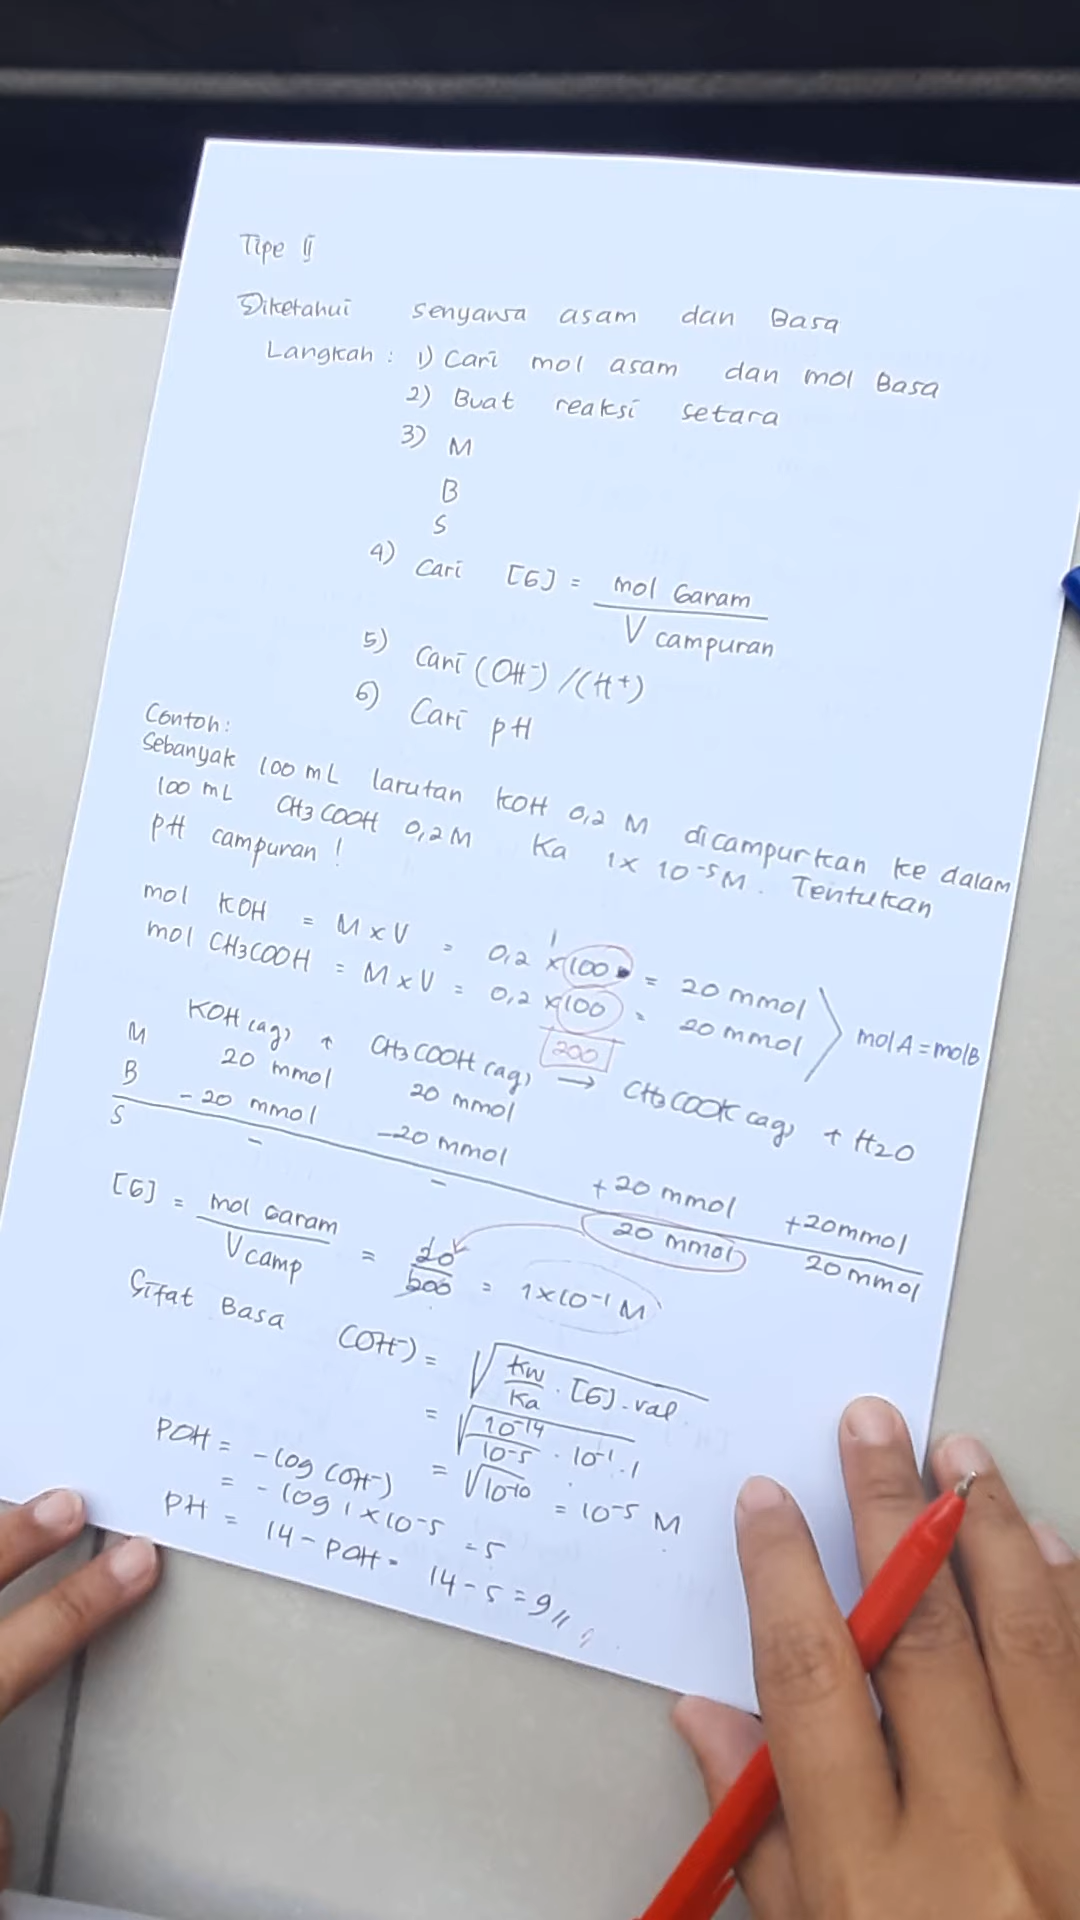 Tipe II
Diketahui senyawa asam dan Basa
Langkah : 1) Cari mol asam dan mol Basa
2) Buat reaksi setara
3) M
B
S
4) Cari [G] = mol Garam / V campuran
5) Cari (OH⁻) /(H⁺)
6) Cari pH
Contoh:
Sebanyak 100 mL larutan KOH 0,2 M dicampurkan ke dalam
100 mL CH3COOH 0,2 M Ka 1x 10⁻⁵ M. Tentukan
pH campuran !
mol KOH = M x V = 0,2 x 100 = 20 mmol
mol CH3COOH = M x V = 0,2 x 100 = 20 mmol
mol A = mol B
200
KOH (aq) + CH3COOH (aq) → CH3COOK (aq) + H2O
M 20 mmol 20 mmol
B - 20 mmol -20 mmol +20 mmol +20 mmol
S - - 20 mmol 20 mmol
[G] = mol Garam / V camp = 20 / 200 = 1x10⁻¹ M
Sifat Basa (OH⁻) = √ Kw/Ka . [G] . val
= √ 10⁻¹⁴/10⁻⁵ . 10⁻¹ . 1
= √10⁻¹⁰ = 10⁻⁵ M
POH = - log (OH⁻)
= - log 1 x 10⁻⁵ = 5
PH = 14 - POH = 14 - 5 = 9